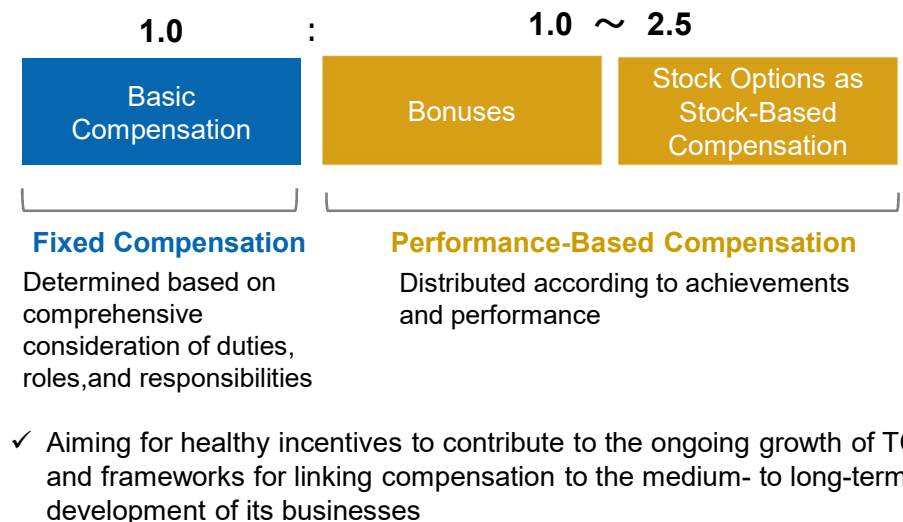 1.0 : 1.0 ～ 2.5
Basic
Compensation
Bonuses
Stock Options as
Stock-Based
Compensation
Fixed Compensation
Determined based on
comprehensive
consideration of duties,
roles,and responsibilities
Performance-Based Compensation
Distributed according to achievements
and performance
✓ Aiming for healthy incentives to contribute to the ongoing growth of
and frameworks for linking compensation to the medium- to long-term
development of its businesses